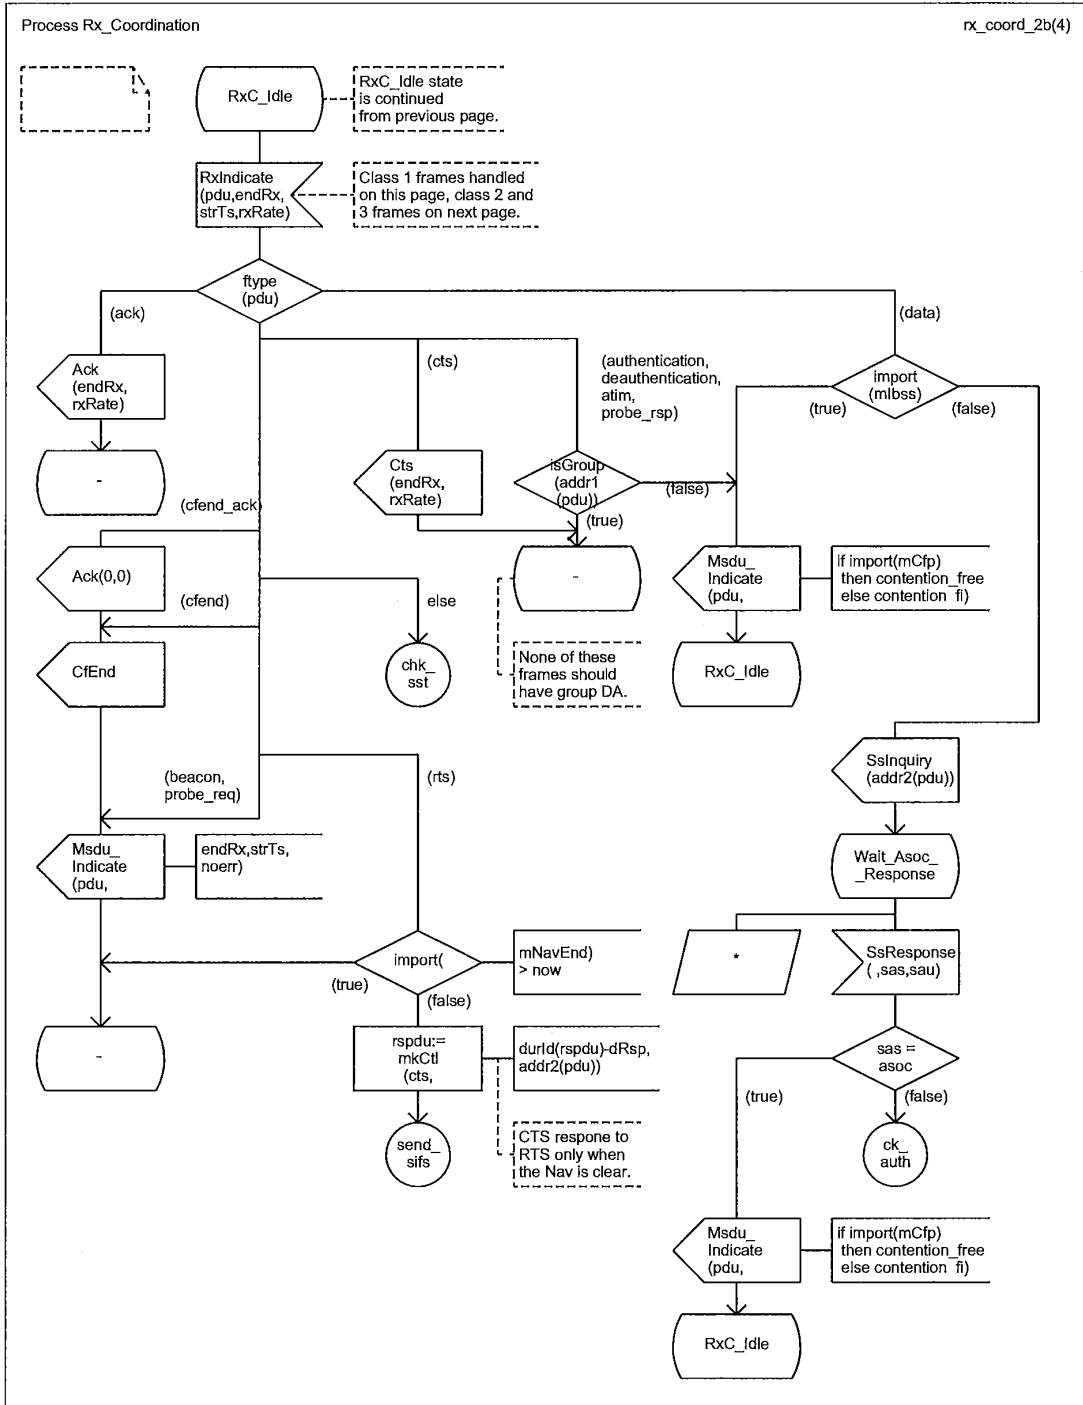 Process Rx_Coordination
rx_coord_2b(4)
RxC_Idle
RxC_Idle state
is continued
from previous page.
RxIndicate
(pdu,endRx,
strTs,rxRate)
Class 1 frames handled
on this page, class 2 and
3 frames on next page.
ftype
(pdu)
(ack)
(data)
(cts)
(authentication,
deauthentication,
atim,
probe_rsp)
Ack
(endRx,
rxRate)
import
(mIbss)
(true)
(false)
-
Cts
(endRx,
rxRate)
isGroup
(addr1
(pdu))
(false)
(true)
(cfend_ack)
Ack(0,0)
-
Msdu_
Indicate
(pdu,
if import(mCfp)
then contention_free
else contention_fi)
(cfend)
else
CfEnd
chk_
sst
None of these
frames should
have group DA.
RxC_Idle
SsInquiry
(addr2(pdu))
(beacon,
probe_req)
(rts)
Msdu_
Indicate
(pdu,
endRx,strTs,
noerr)
Wait_Asoc_
_Response
import(
mNavEnd)
> now
(true)
(false)
*
SsResponse
( ,sas,sau)
-
rspdu:=
mkCtl
(cts,
durId(rspdu)-dRsp,
addr2(pdu))
sas =
asoc
(true)
(false)
send_
sifs
CTS respone to
RTS only when
the Nav is clear.
ck_
auth
Msdu_
Indicate
(pdu,
if import(mCfp)
then contention_free
else contention_fi)
RxC_Idle